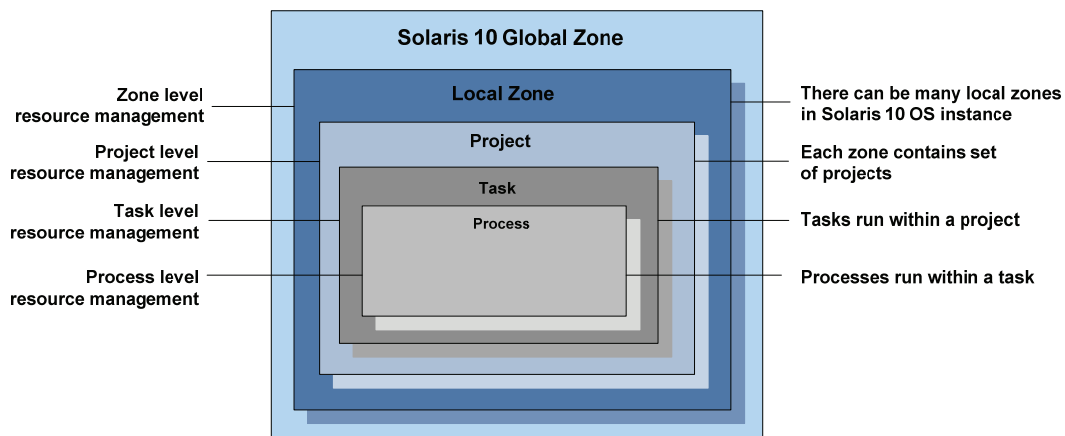 Solaris 10 Global Zone
Zone level
resource management
Local Zone
There can be many local zones
in Solaris 10 OS instance
Project level
resource management
Project
Each zone contains set
of projects
Task level
resource management
Task
Tasks run within a project
Process
Process level
resource management
Processes run within a task